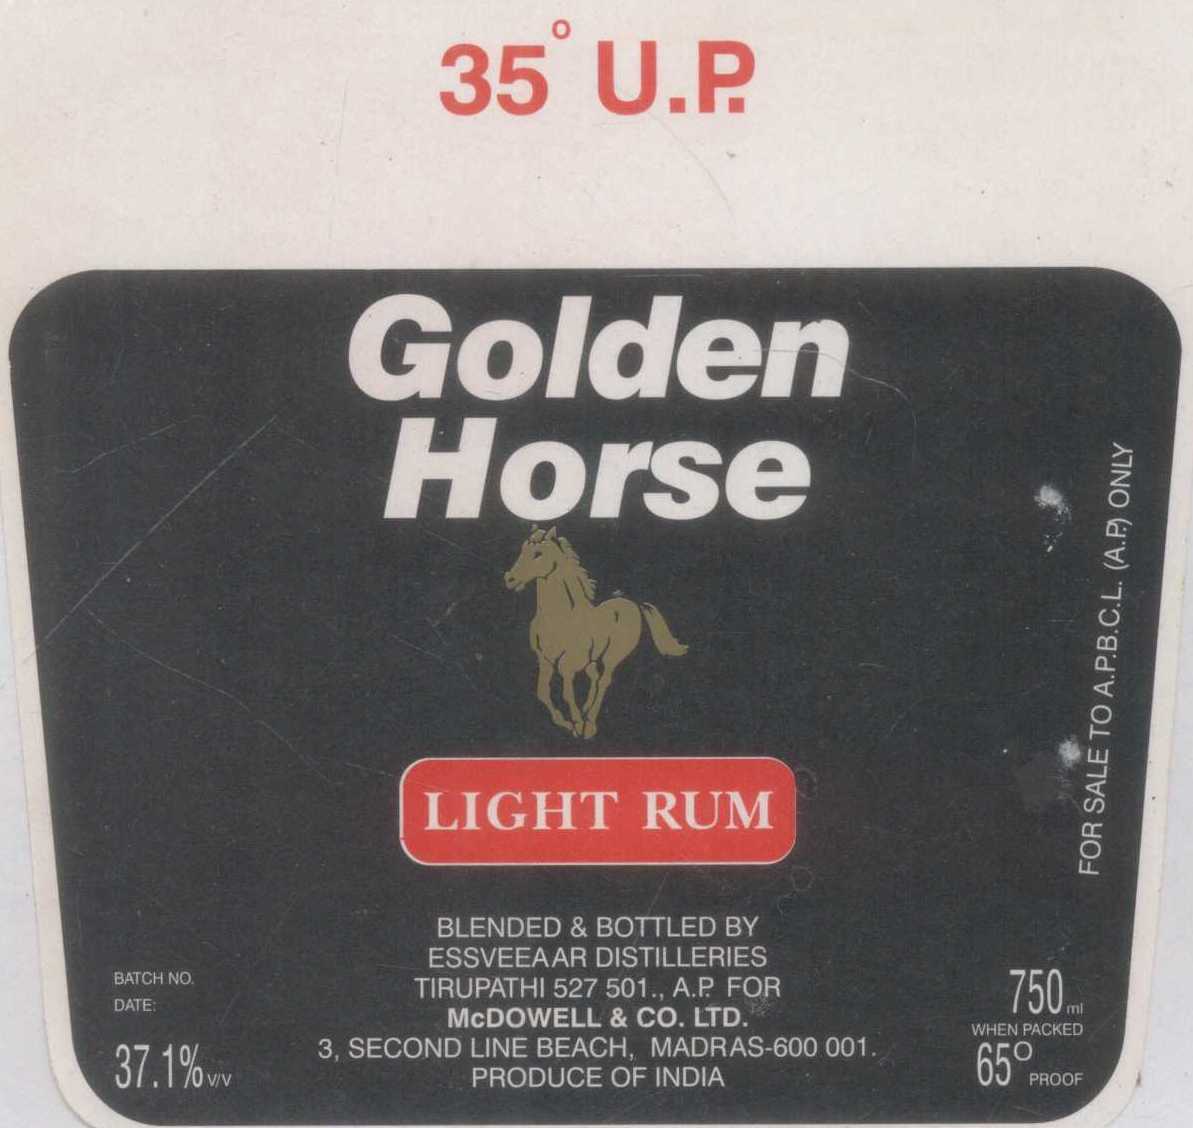 35° U.P.
Golden
Horse
LIGHT RUM
FOR SALE TO A.P.B.C.L. (A.P.) ONLY
BLENDED & BOTTLED BY
ESSVEEAAR DISTILLERIES
TIRUPATHI 527 501., A.P. FOR
McDOWELL & CO. LTD.
3, SECOND LINE BEACH, MADRAS-600 001.
PRODUCE OF INDIA
BATCH NO.
DATE:
37.1% V/V
750 ml
WHEN PACKED
65° PROOF